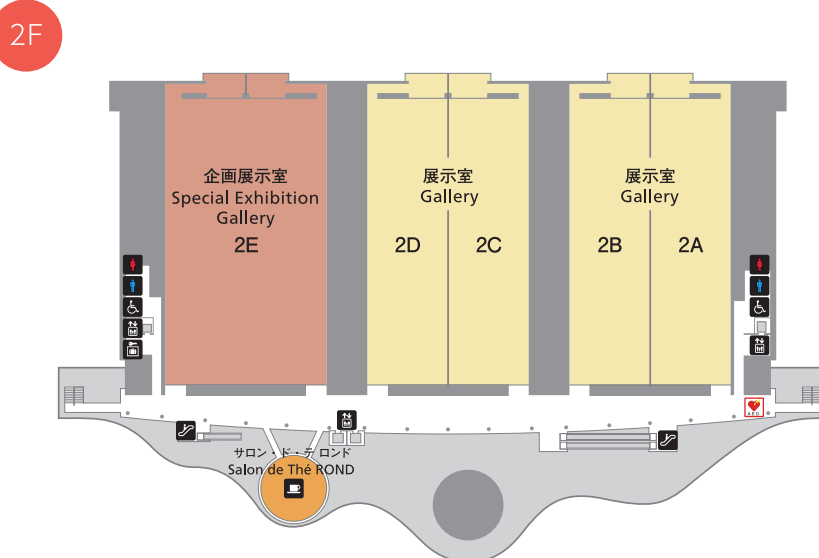 2F
企画展示室
Special Exhibition
Gallery
2E
展示室
Gallery
2D
2C
展示室
Gallery
2B
2A
AED
サロン・ド・テ ロンド
Salon de Thé ROND